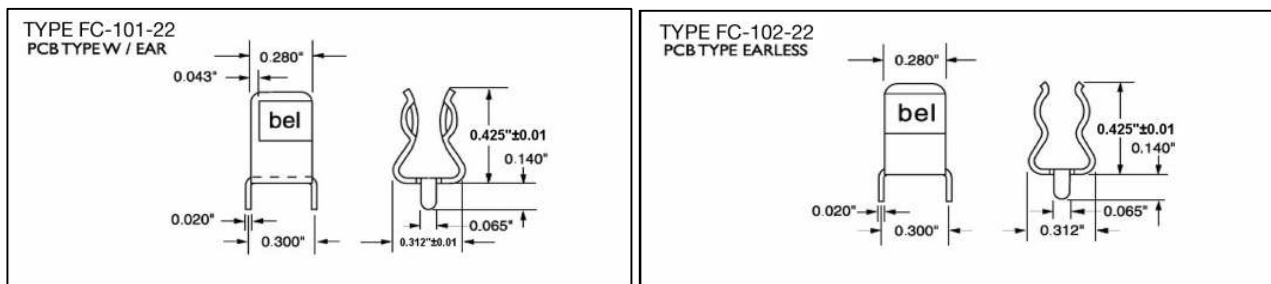 TYPE FC-101-22
PCB TYPE W / EAR
0.280"
0.043"
bel
0.425"±0.01
0.140"
0.020"
0.065"
0.300"
0.312"±0.01
TYPE FC-102-22
PCB TYPE EARLESS
0.280"
bel
0.425"±0.01
0.140"
0.020"
0.065"
0.300"
0.312"